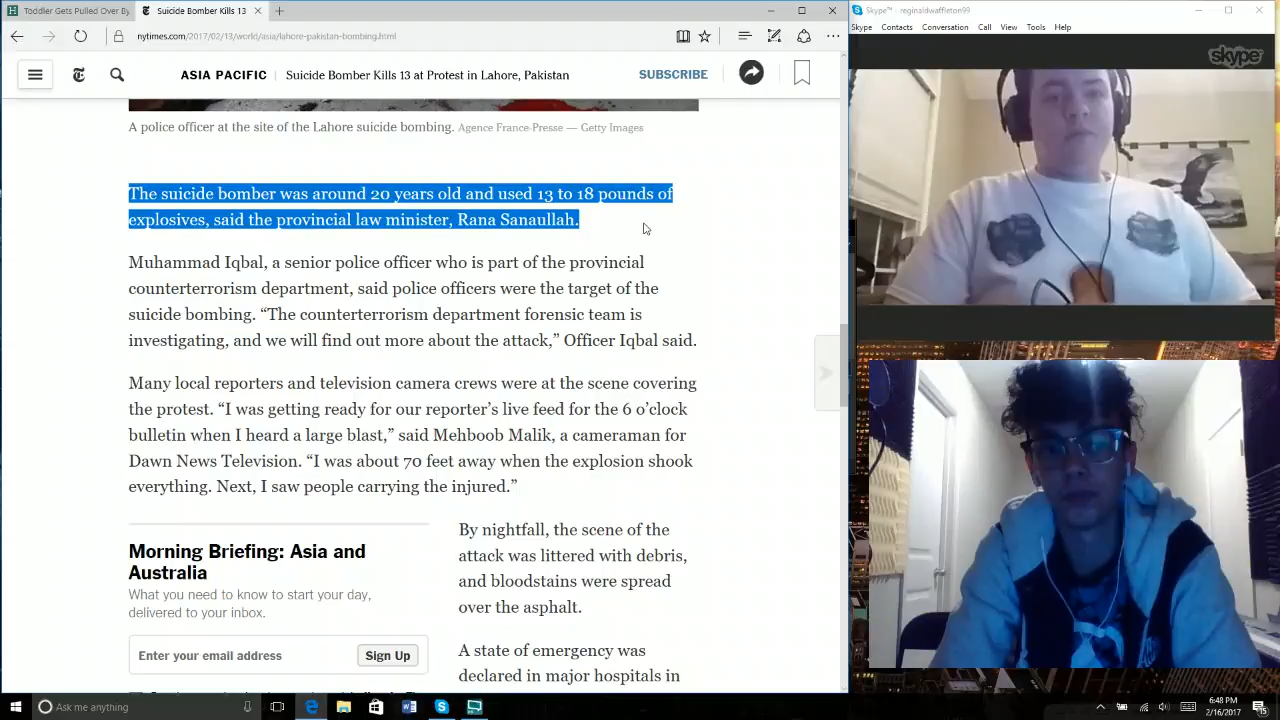 Toddler Gets Pulled Over By
Suicide Bomber Kills 13
Skype™ - reginaldwaffleton99
nytimes.com/2017/02/13/world/asia/lahore-pakistan-bombing.html
Skype Contacts Conversation Call View Tools Help
skype
ASIA PACIFIC
Suicide Bomber Kills 13 at Protest in Lahore, Pakistan
SUBSCRIBE
A police officer at the site of the Lahore suicide bombing. Agence France-Presse — Getty Images
The suicide bomber was around 20 years old and used 13 to 18 pounds of
explosives, said the provincial law minister, Rana Sanaullah.
Muhammad Iqbal, a senior police officer who is part of the provincial
counterterrorism department, said police officers were the target of the
suicide bombing. “The counterterrorism department forensic team is
investigating, and we will find out more about the attack,” Officer Iqbal said.
Many local reporters and television camera crews were at the scene covering
the protest. “I was getting ready for our reporter’s live feed for the 6 o’clock
bulletin when I heard a large blast,” said Mehboob Malik, a cameraman for
Dawn News Television. “I was about 70 feet away when the explosion shook
everything. Next, I saw people carrying the injured.”
By nightfall, the scene of the
attack was littered with debris,
and bloodstains were spread
over the asphalt.
A state of emergency was
declared in major hospitals in
Morning Briefing: Asia and
Australia
What you need to know to start your day,
delivered to your inbox.
Enter your email address
Sign Up
Ask me anything
6:48 PM
2/16/2017